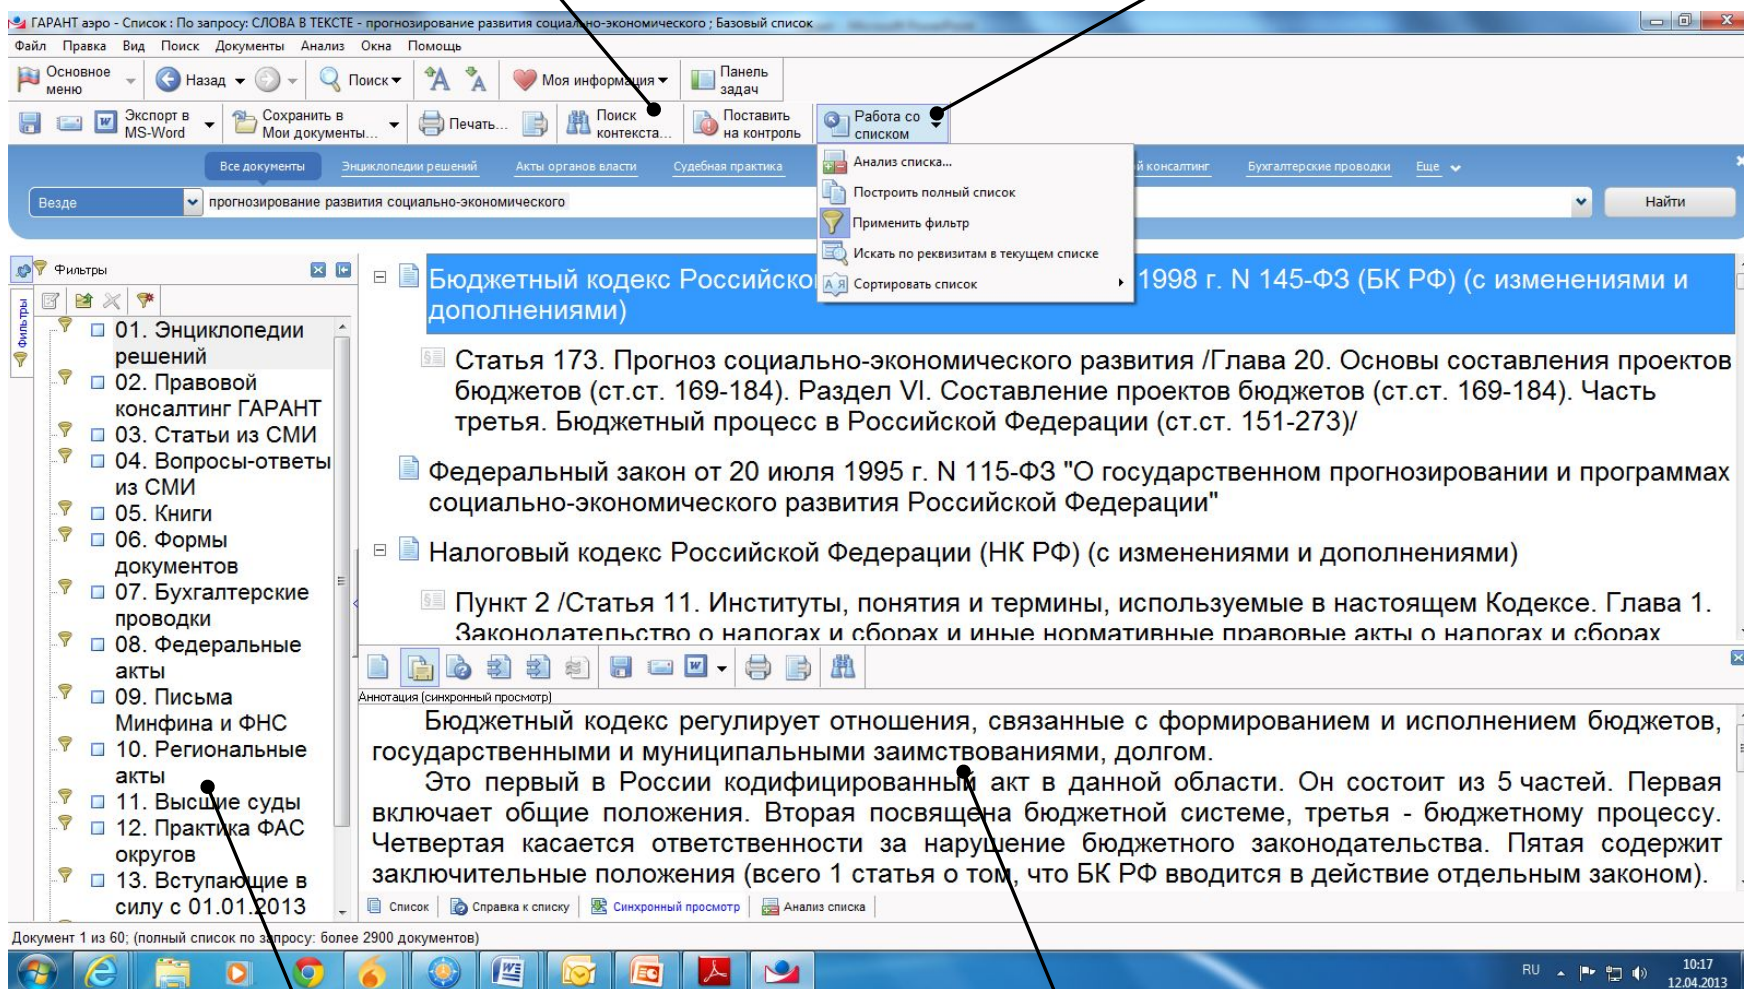 ГАРАНТ аэро - Список : По запросу: СЛОВА В ТЕКСТЕ - прогнозирование развития социально-экономического ; Базовый список
Файл Правка Вид Поиск Документы Анализ Окна Помощь
Основное меню Назад Поиск Моя информация Панель задач
Экспорт в MS-Word Сохранить в Мои документы... Печать... Поиск контекста... Поставить на контроль Работа со списком
Все документы Энциклопедии решений Акты органов власти Судебная практика й консалтинг Бухгалтерские проводки Еще
Везде прогнозирование развития социально-экономического Найти
Анализ списка...
Построить полный список
Применить фильтр
Искать по реквизитам в текущем списке
Сортировать список
Фильтры
Фильтры
01. Энциклопедии
решений
02. Правовой
консалтинг ГАРАНТ
03. Статьи из СМИ
04. Вопросы-ответы
из СМИ
05. Книги
06. Формы
документов
07. Бухгалтерские
проводки
08. Федеральные
акты
09. Письма
Минфина и ФНС
10. Региональные
акты
11. Высшие суды
12. Практика ФАС
округов
13. Вступающие в
силу с 01.01.2013
Бюджетный кодекс Российско 1998 г. N 145-ФЗ (БК РФ) (с изменениями и
дополнениями)
Статья 173. Прогноз социально-экономического развития /Глава 20. Основы составления проектов
бюджетов (ст.ст. 169-184). Раздел VI. Составление проектов бюджетов (ст.ст. 169-184). Часть
третья. Бюджетный процесс в Российской Федерации (ст.ст. 151-273)/
Федеральный закон от 20 июля 1995 г. N 115-ФЗ "О государственном прогнозировании и программах
социально-экономического развития Российской Федерации"
Налоговый кодекс Российской Федерации (НК РФ) (с изменениями и дополнениями)
Пункт 2 /Статья 11. Институты, понятия и термины, используемые в настоящем Кодексе. Глава 1.
Законодательство о налогах и сборах и иные нормативные правовые акты о налогах и сборах
Аннотация (синхронный просмотр)
Бюджетный кодекс регулирует отношения, связанные с формированием и исполнением бюджетов,
государственными и муниципальными заимствованиями, долгом.
Это первый в России кодифицированный акт в данной области. Он состоит из 5 частей. Первая
включает общие положения. Вторая посвящена бюджетной системе, третья - бюджетному процессу.
Четвертая касается ответственности за нарушение бюджетного законодательства. Пятая содержит
заключительные положения (всего 1 статья о том, что БК РФ вводится в действие отдельным законом).
Список Справка к списку Синхронный просмотр Анализ списка
Документ 1 из 60; (полный список по запросу: более 2900 документов)
RU 10:17
12.04.2013